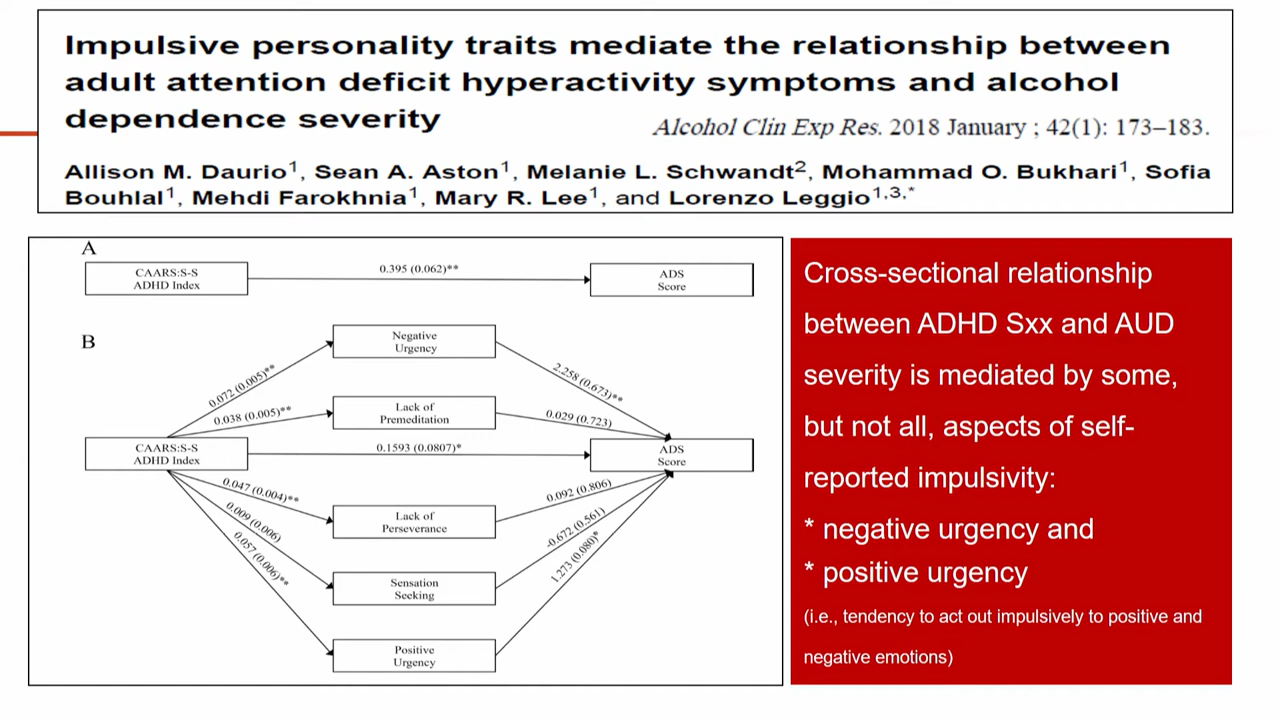 Impulsive personality traits mediate the relationship between
adult attention deficit hyperactivity symptoms and alcohol
dependence severity
Alcohol Clin Exp Res. 2018 January ; 42(1): 173–183.
Allison M. Daurio1, Sean A. Aston1, Melanie L. Schwandt2, Mohammad O. Bukhari1, Sofia
Bouhlal1, Mehdi Farokhnia1, Mary R. Lee1, and Lorenzo Leggio1,3,*
A
CAARS:S-S
ADHD Index
0.395 (0.062)**
ADS
Score
B
Negative
Urgency
0.072 (0.005)**
2.258 (0.673)**
Lack of
Premeditation
0.038 (0.005)**
0.029 (0.723)
CAARS:S-S
ADHD Index
0.1593 (0.0807)*
ADS
Score
0.047 (0.004)**
0.092 (0.806)
Lack of
Perseverance
0.009 (0.006)
-0.672 (0.561)
Sensation
Seeking
0.057 (0.006)**
1.273 (0.080)*
Positive
Urgency
Cross-sectional relationship
between ADHD Sxx and AUD
severity is mediated by some,
but not all, aspects of self-
reported impulsivity:
* negative urgency and
* positive urgency
(i.e., tendency to act out impulsively to positive and
negative emotions)